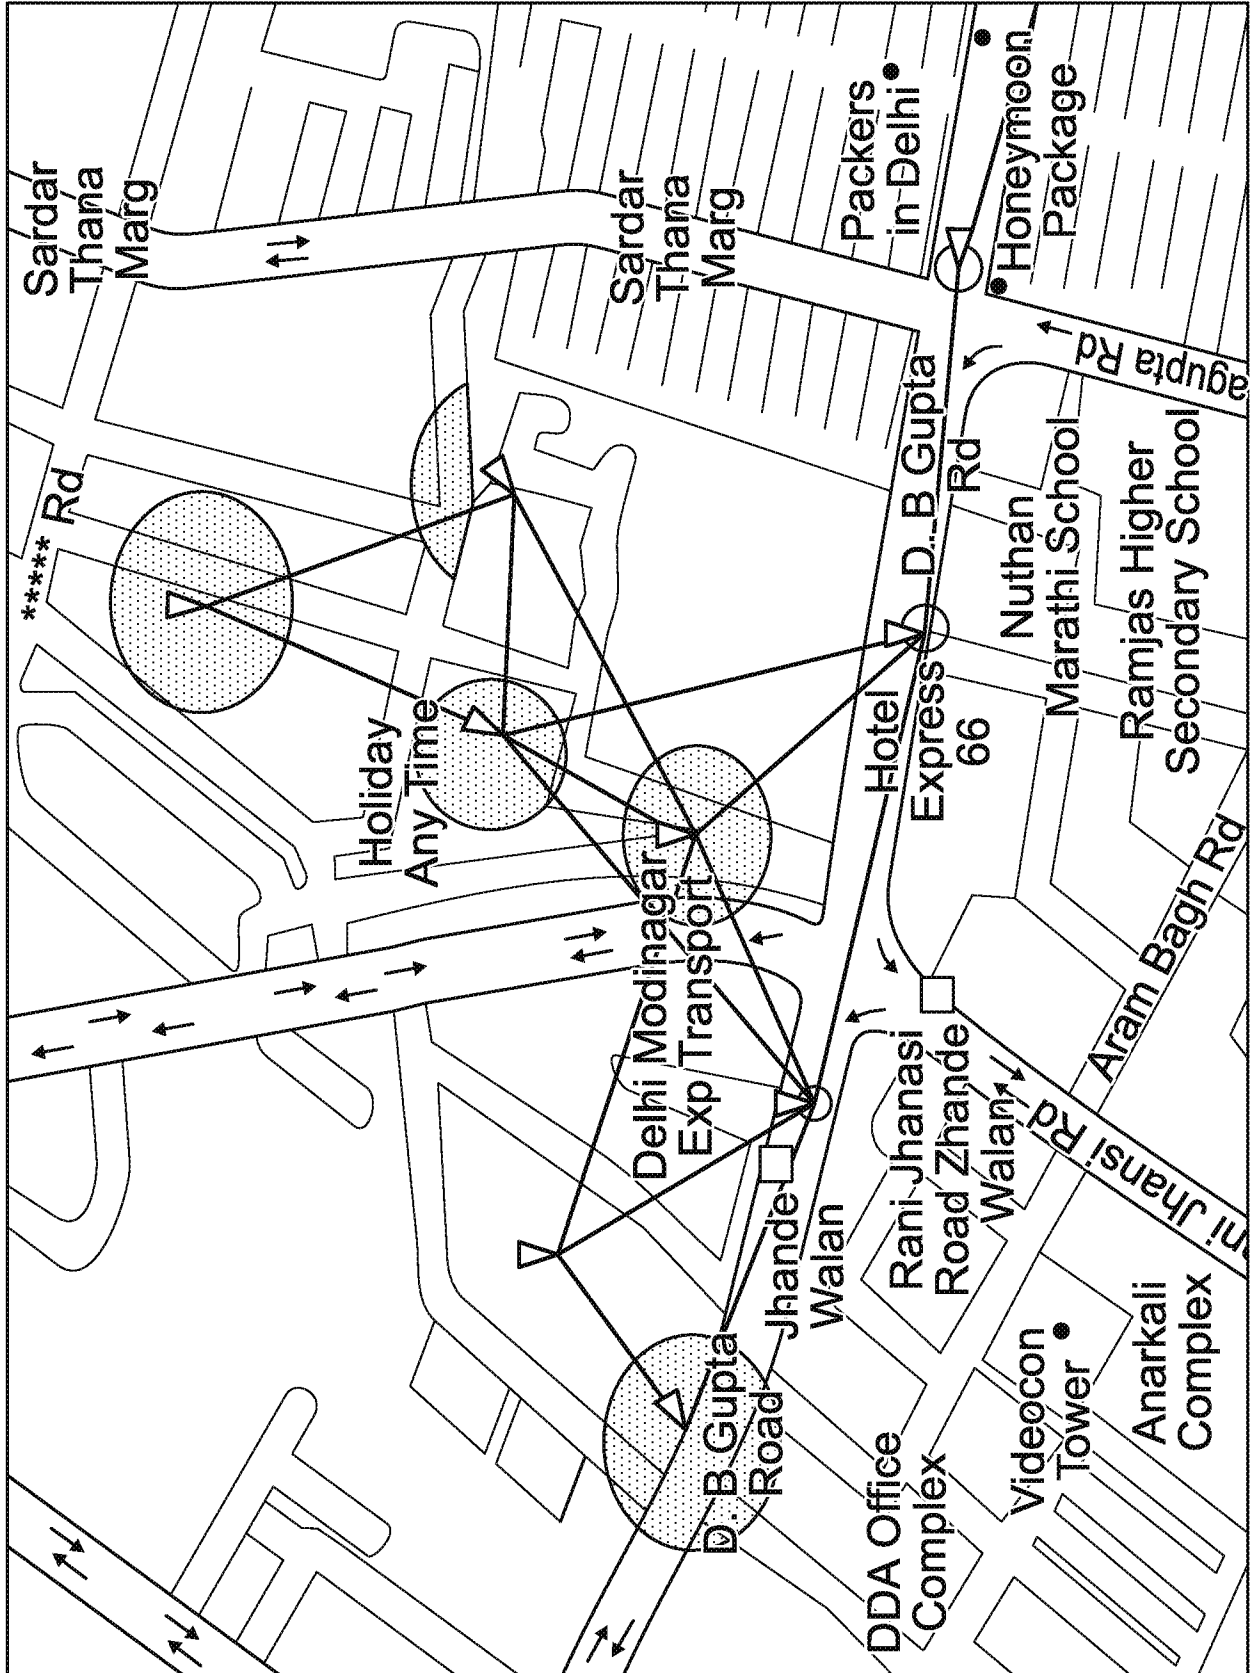 Sardar
Thana
Marg
Sardar
Thana
Marg
Packers
in Delhi
Honeymoon
Package
***** Rd
agupta Rd
D. B Gupta
Rd
Nuthan
Marathi School
Ramjas Higher
Secondary School
Holiday
Any Time
Hotel
Express
66
Delhi Modinagar
Exp Transport
Aram Bagh Rd
Rani Jhanasi
Road Zhande
Walan
ni Jhansi Rd
Jhande
Walan
D. B Gupta
Road
Videocon
Tower
Anarkali
Complex
DDA Office
Complex